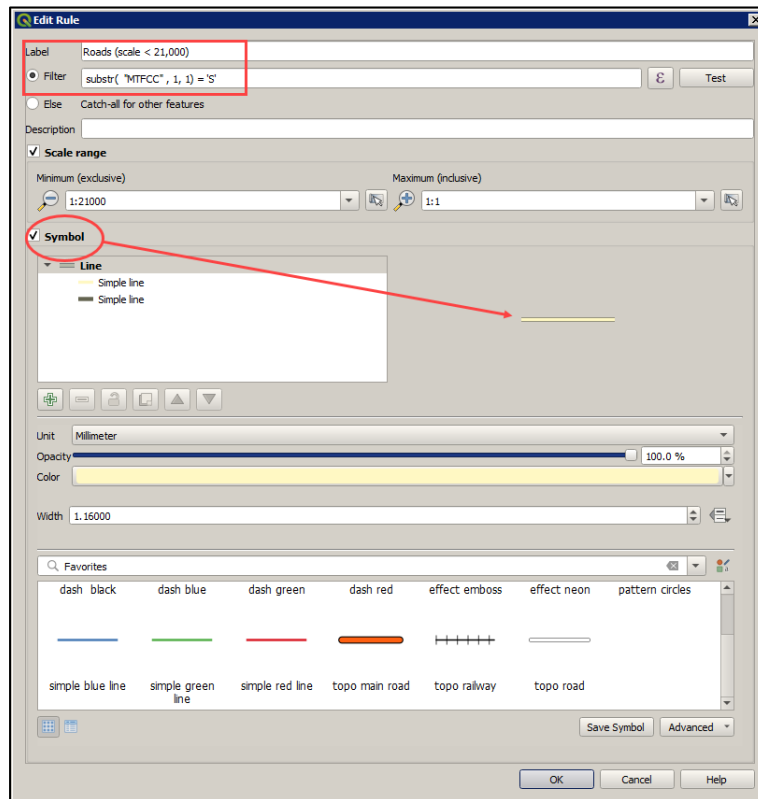 Edit Rule
Label Roads (scale < 21,000)
Filter substr( "MTFCC" , 1, 1) = 'S' ε Test
Else Catch-all for other features
Description
Scale range
Minimum (exclusive) Maximum (inclusive)
1:21000 1:1
Symbol
Line
Simple line
Simple line
Unit Millimeter
Opacity 100.0 %
Color
Width 1.16000
Favorites
dash black dash blue dash green dash red effect emboss effect neon pattern circles
simple blue line simple green simple red line topo main road topo railway topo road
line
Save Symbol Advanced
OK Cancel Help